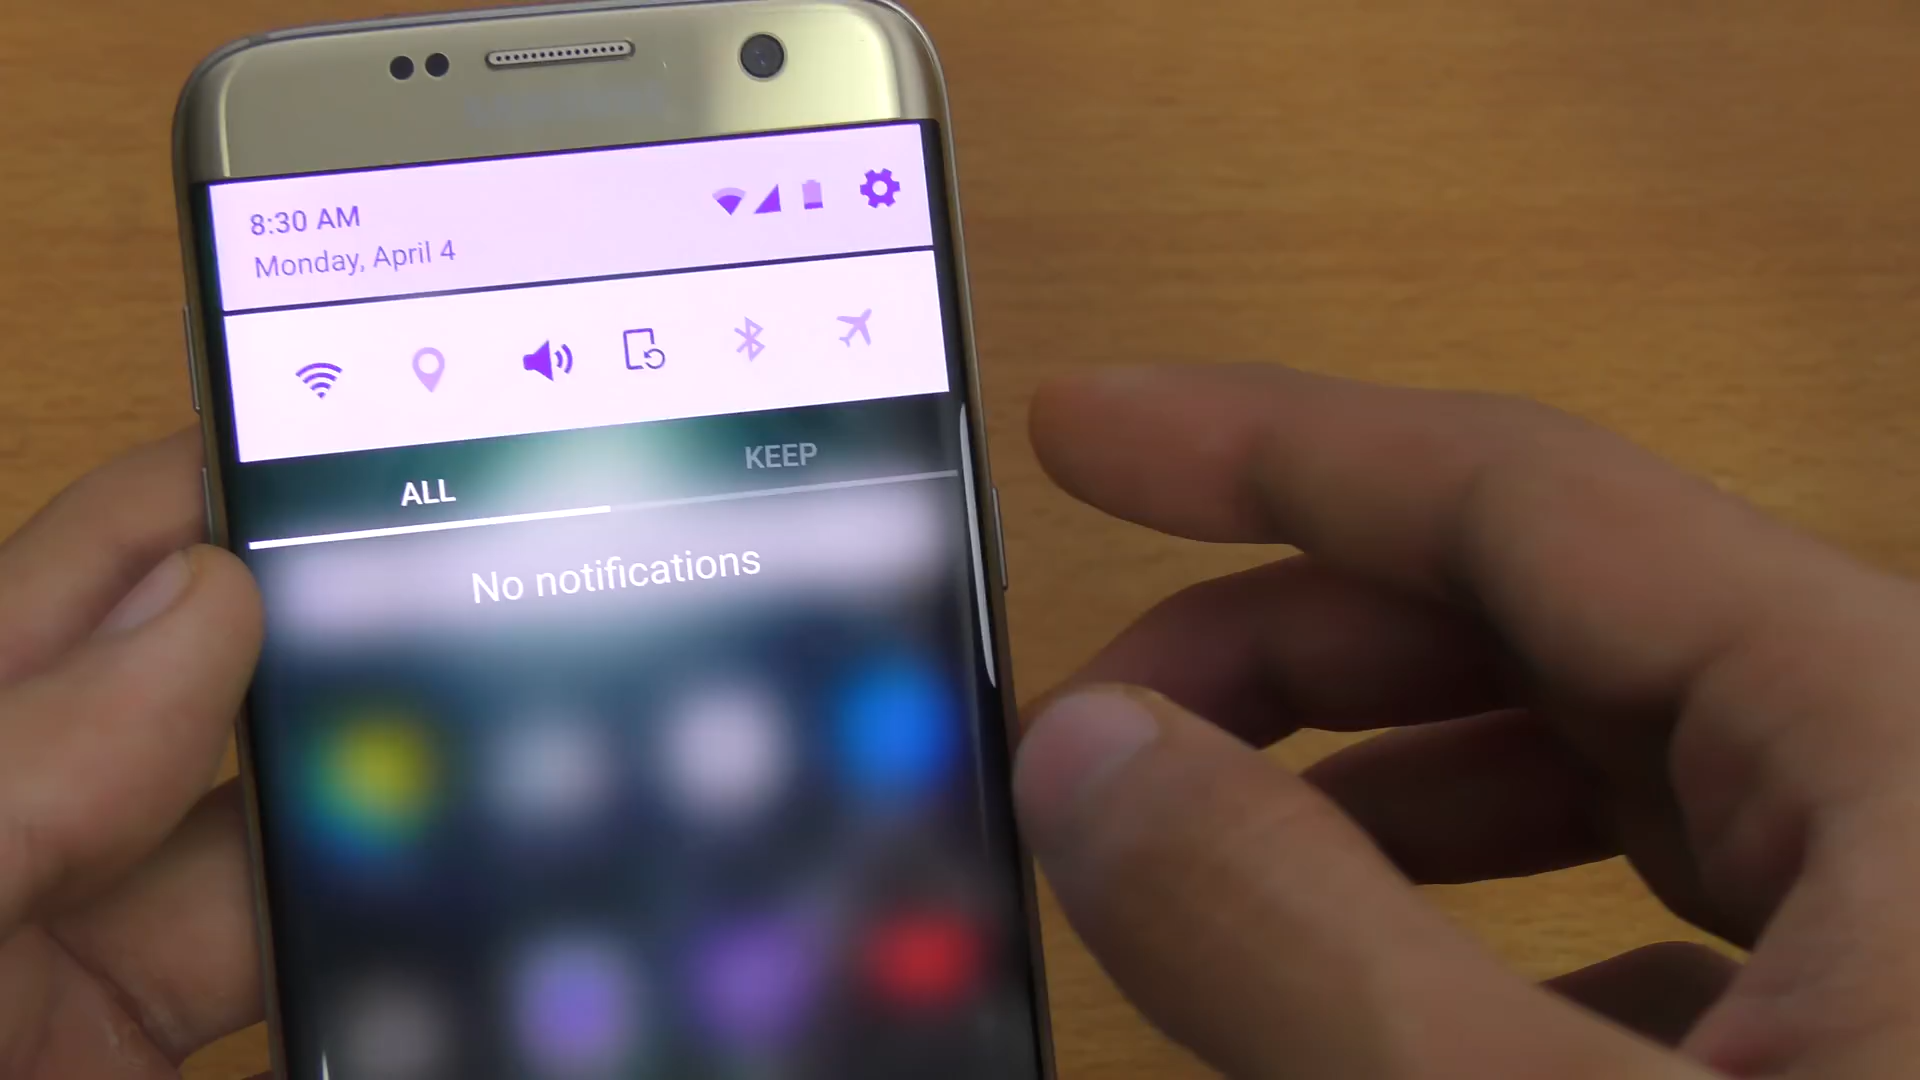 8:30 AM
Monday, April 4
ALL
KEEP
No notifications